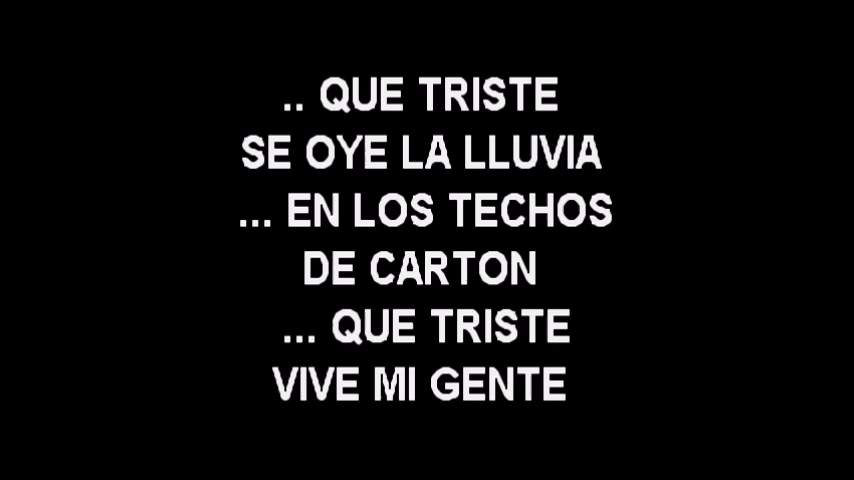 .. QUE TRISTE
SE OYE LA LLUVIA
... EN LOS TECHOS
DE CARTON
... QUE TRISTE
VIVE MI GENTE